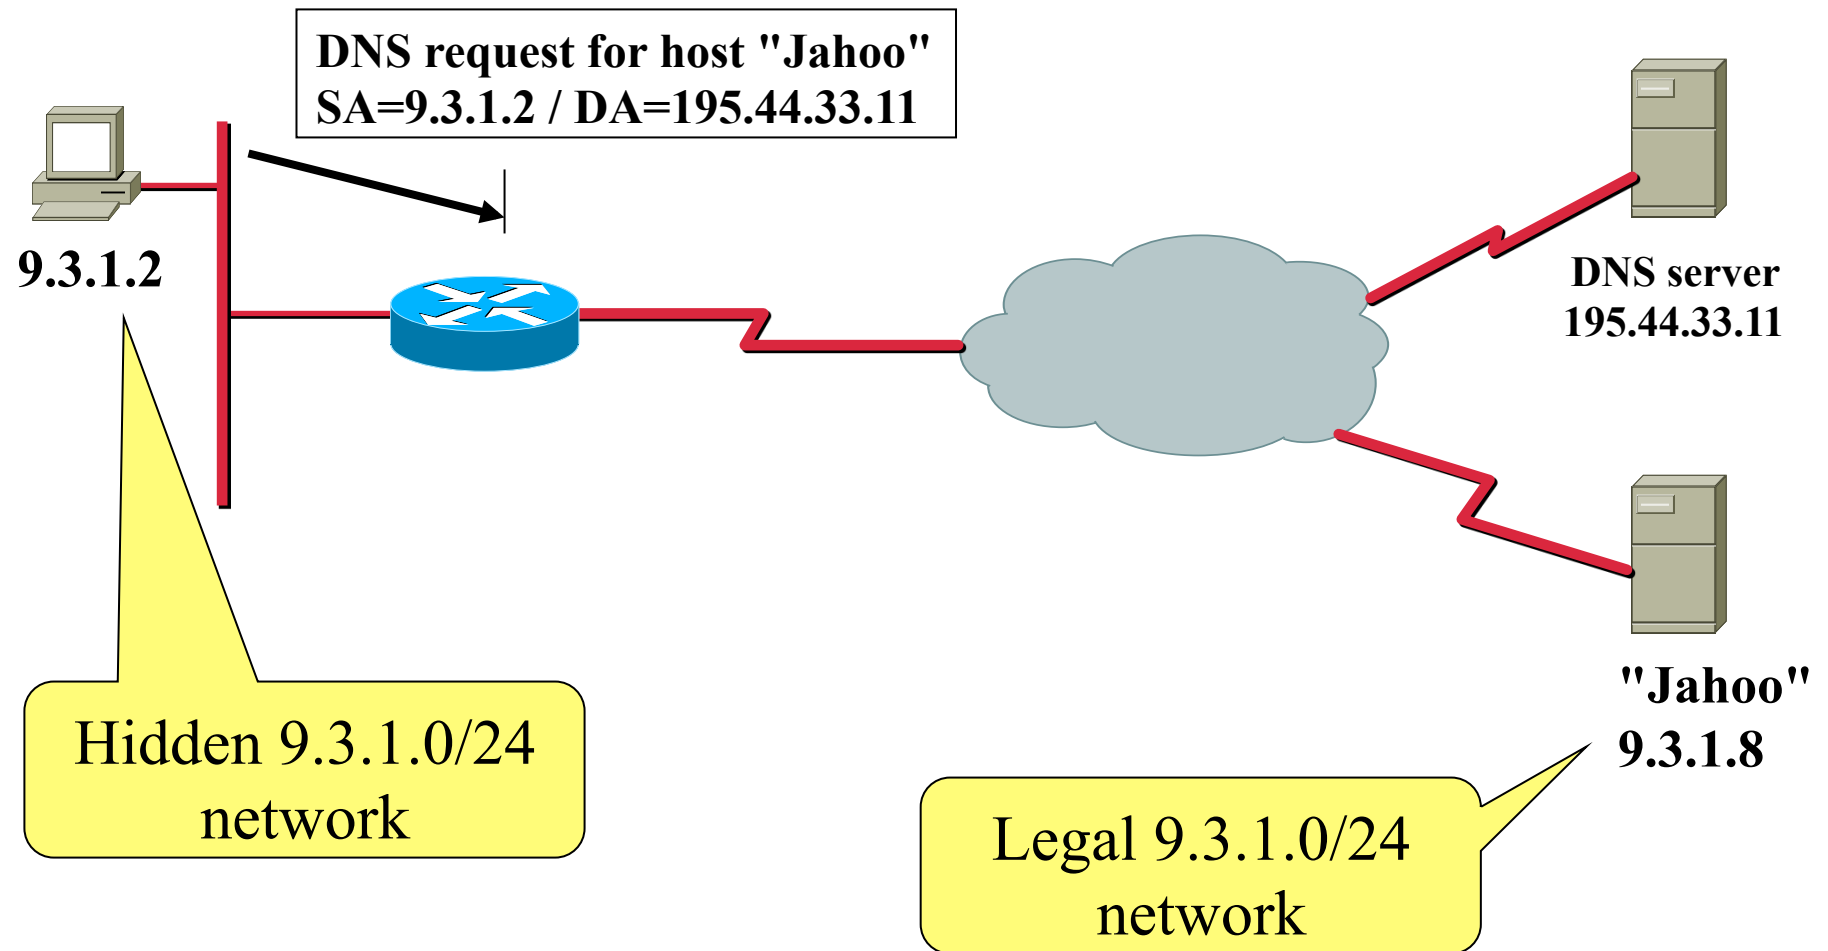 DNS request for host "Jahoo"
SA=9.3.1.2 / DA=195.44.33.11
9.3.1.2
DNS server
195.44.33.11
Hidden 9.3.1.0/24
network
"Jahoo"
9.3.1.8
Legal 9.3.1.0/24
network